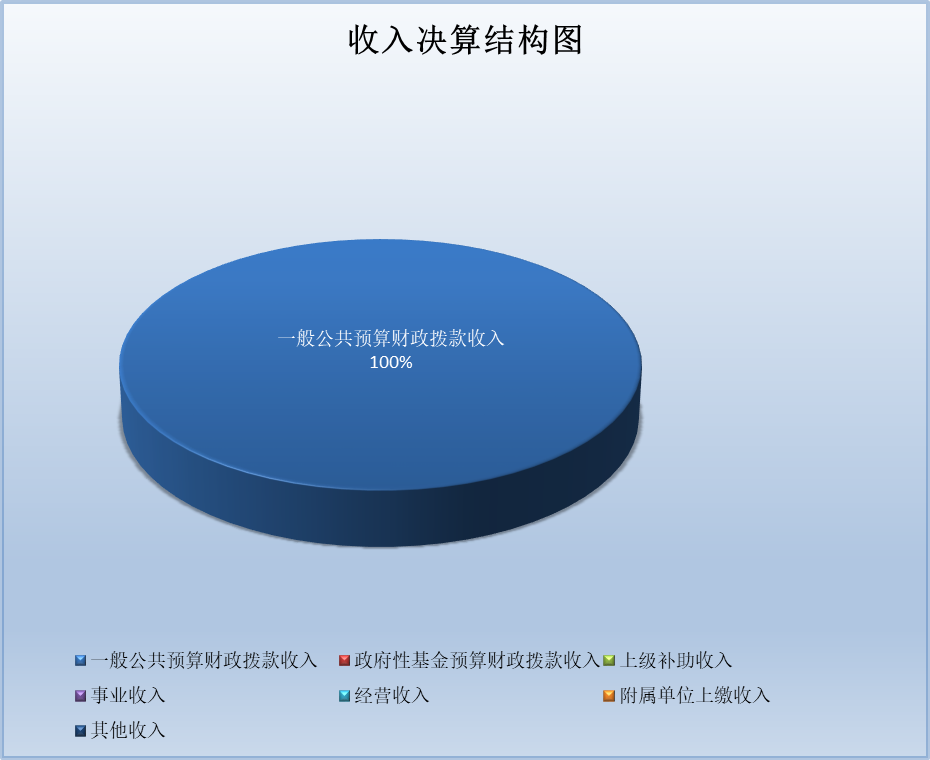 收入决算结构图
一般公共预算财政拨款收入
100%
一般公共预算财政拨款收入 政府性基金预算财政拨款收入 上级补助收入
事业收入 经营收入 附属单位上缴收入
其他收入